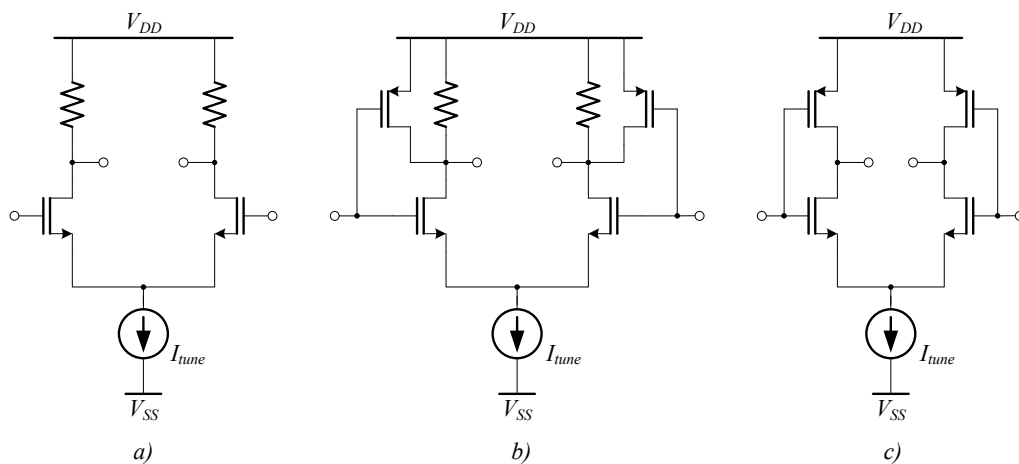 V_DD
V_DD
V_DD
I_tune
I_tune
I_tune
V_SS
V_SS
V_SS
a)
b)
c)